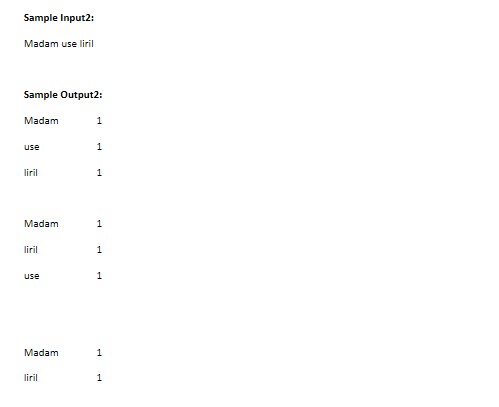 Sample Input2:
Madam use liril
Sample Output2:
Madam 1
use 1
liril 1
Madam 1
liril 1
use 1
Madam 1
liril 1